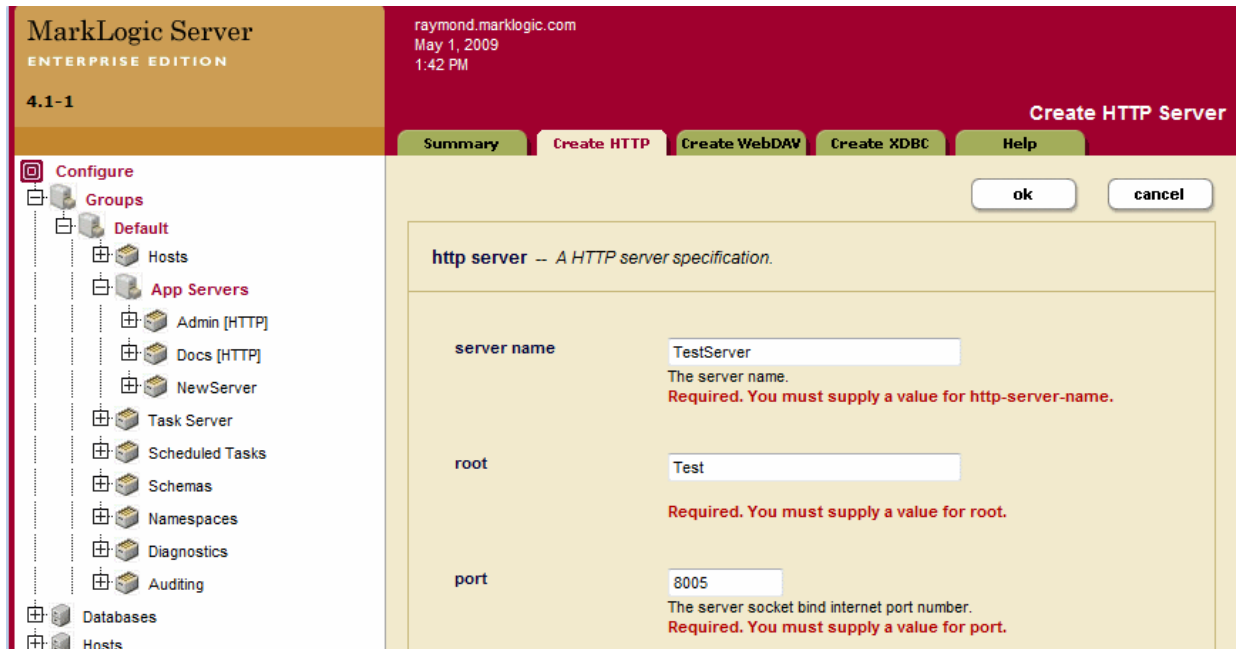 MarkLogic Server
ENTERPRISE EDITION
4.1-1
raymond.marklogic.com
May 1, 2009
1:42 PM
Create HTTP Server
Summary
Create HTTP
Create WebDAV
Create XDBC
Help
Configure
Groups
Default
Hosts
App Servers
Admin [HTTP]
Docs [HTTP]
NewServer
Task Server
Scheduled Tasks
Schemas
Namespaces
Diagnostics
Auditing
Databases
Hosts
ok
cancel
http server -- A HTTP server specification.
server name
TestServer
The server name.
Required. You must supply a value for http-server-name.
root
Test
Required. You must supply a value for root.
port
8005
The server socket bind internet port number.
Required. You must supply a value for port.